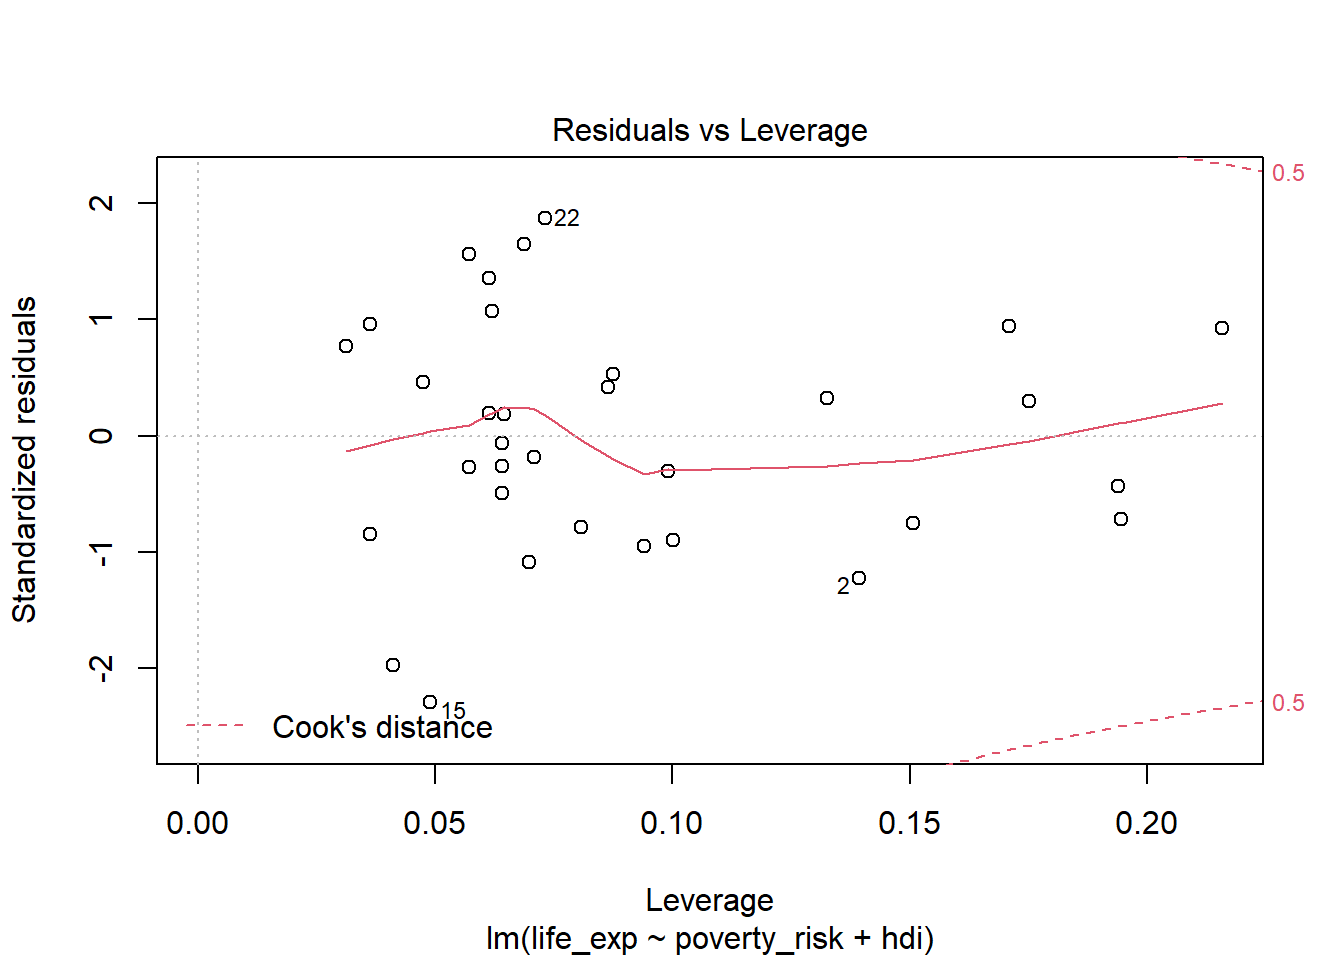 Residuals vs Leverage
Standardized residuals
2
1
0
-1
-2
0.5
22
2
15
0.5
Cook's distance
0.00 0.05 0.10 0.15 0.20
Leverage
lm(life_exp ~ poverty_risk + hdi)